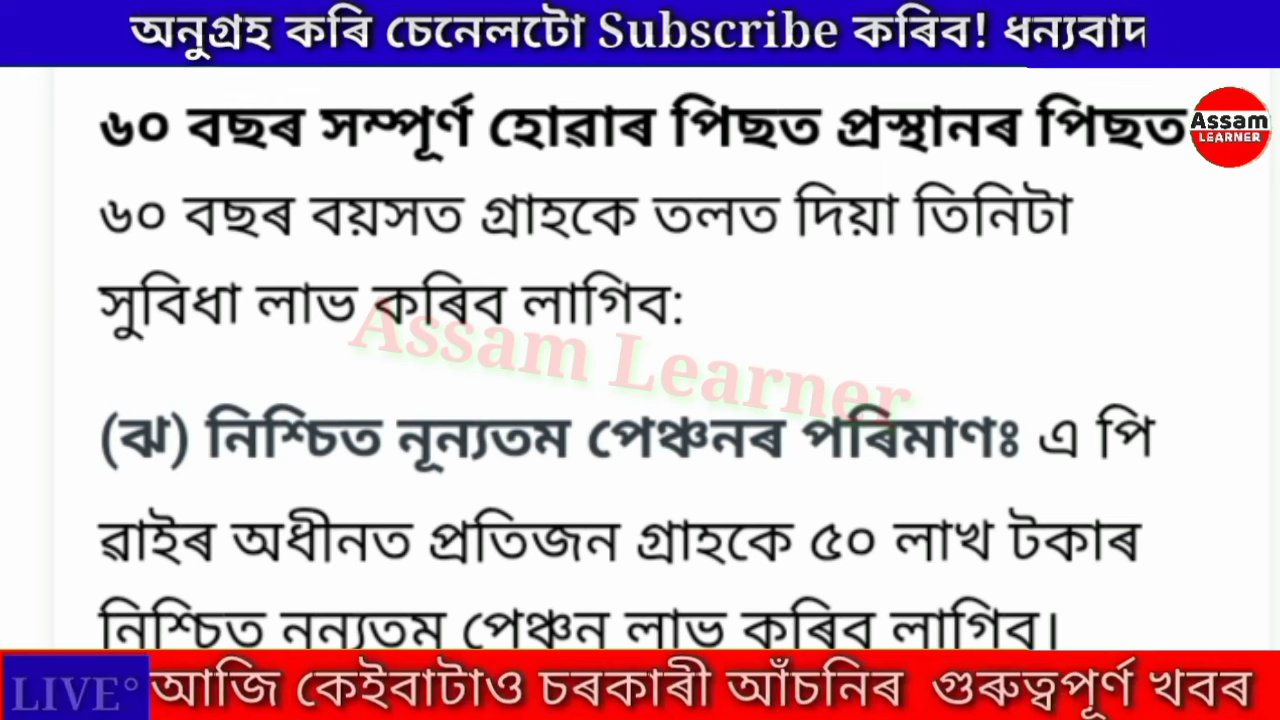 অনুগ্ৰহ কৰি চেনেলটো Subscribe কৰিব! ধন্যবাদ
৬০ বছৰ সম্পূৰ্ণ হোৱাৰ পিছত প্ৰস্থানৰ পিছত
Assam
LEARNER
৬০ বছৰ বয়সত গ্ৰাহকে তলত দিয়া তিনিটা
সুবিধা লাভ কৰিব লাগিব:
Assam Learner
(ঝ) নিশ্চিত নূন্যতম পেঞ্চনৰ পৰিমাণঃ এ পি
ৱাইৰ অধীনত প্ৰতিজন গ্ৰাহকে ৫০ লাখ টকাৰ
নিশ্চিত নূন্যতম পেঞ্চন লাভ কৰিব লাগিব।
LIVE° আজি কেইবাটাও চৰকাৰী আঁচনিৰ গুৰুত্বপূৰ্ণ খবৰ